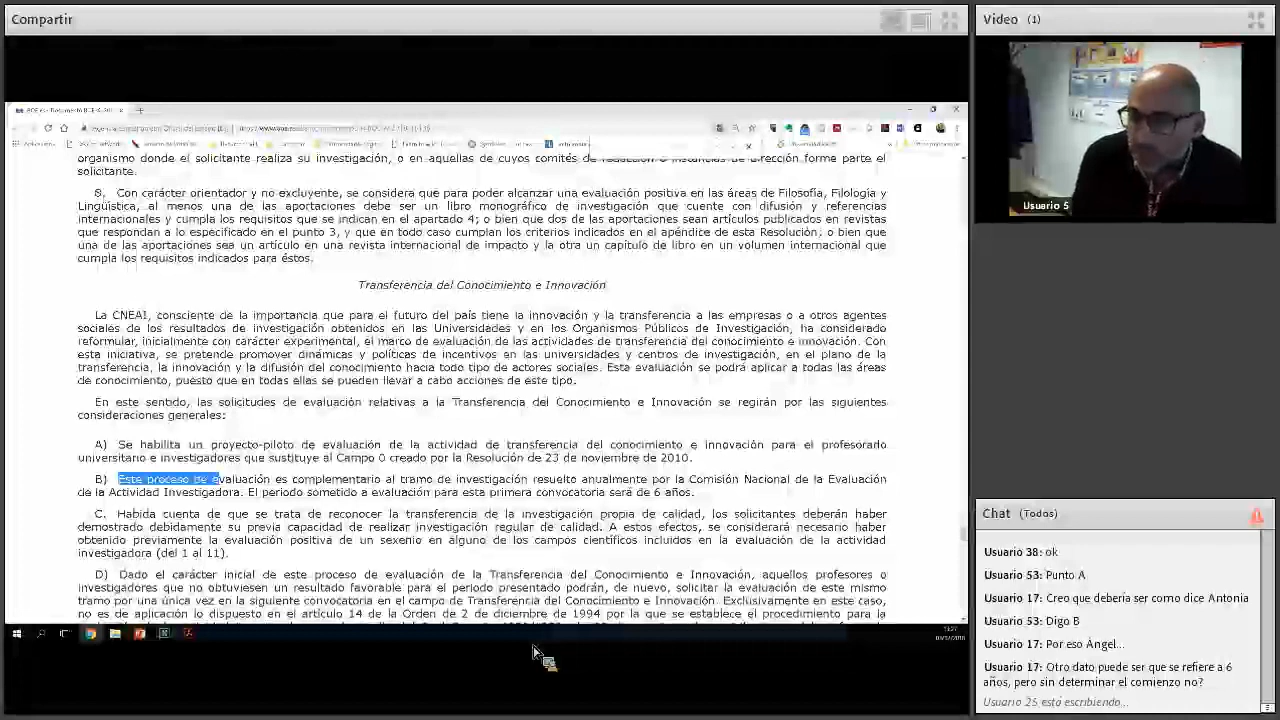 Compartir
Video (1)
organismo donde el solicitante realiza su investigación, o en aquellas de cuyos comités de redacción o instancias de dirección forme parte el
solicitante.
8. Con carácter orientador y no excluyente, se considera que para poder alcanzar una evaluación positiva en las áreas de Filosofía, Filología y
Lingüística, al menos una de las aportaciones debe ser un libro monográfico de investigación que cuente con difusión y referencias
internacionales y cumpla los requisitos que se indican en el apartado 4; o bien que dos de las aportaciones sean artículos publicados en revistas
que respondan a lo especificado en el punto 3, y que en todo caso cumplan los criterios indicados en el apéndice de esta Resolución; o bien que
una de las aportaciones sea un artículo en una revista internacional de impacto y la otra un capítulo de libro en un volumen internacional que
cumpla los requisitos indicados para éstos.
Transferencia del Conocimiento e Innovación
La CNEAI, consciente de la importancia que para el futuro del país tiene la innovación y la transferencia a las empresas o a otros agentes
sociales de los resultados de investigación obtenidos en las Universidades y en los Organismos Públicos de Investigación, ha considerado
reformular, inicialmente con carácter experimental, el marco de evaluación de las actividades de transferencia del conocimiento e innovación. Con
esta iniciativa, se pretende promover dinámicas y políticas de incentivos en las universidades y centros de investigación, en el plano de la
transferencia, la innovación y la difusión del conocimiento hacia todo tipo de actores sociales. Esta evaluación se podrá aplicar a todas las áreas
de conocimiento, puesto que en todas ellas se pueden llevar a cabo acciones de este tipo.
En este sentido, las solicitudes de evaluación relativas a la Transferencia del Conocimiento e Innovación se regirán por las siguientes
consideraciones generales:
A) Se habilita un proyecto-piloto de evaluación de la actividad de transferencia del conocimiento e innovación para el profesorado
universitario e investigadores que sustituye al Campo 0 creado por la Resolución de 23 de noviembre de 2010.
B) Este proceso de evaluación es complementario al tramo de investigación resuelto anualmente por la Comisión Nacional de la Evaluación
de la Actividad Investigadora. El periodo sometido a evaluación para esta primera convocatoria será de 6 años.
C. Habida cuenta de que se trata de reconocer la transferencia de la investigación propia de calidad, los solicitantes deberán haber
demostrado debidamente su previa capacidad de realizar investigación regular de calidad. A estos efectos, se considerará necesario haber
obtenido previamente la evaluación positiva de un sexenio en alguno de los campos científicos incluidos en la evaluación de la actividad
investigadora (del 1 al 11).
D) Dado el carácter inicial de este proceso de evaluación de la Transferencia del Conocimiento e Innovación, aquellos profesores o
investigadores que no obtuviesen un resultado favorable para el periodo presentado podrán, de nuevo, solicitar la evaluación de este mismo
tramo por una única vez en la siguiente convocatoria en el campo de Transferencia del Conocimiento e Innovación. Exclusivamente en este caso,
no es de aplicación lo dispuesto en el artículo 14 de la Orden de 2 de diciembre de 1994 por la que se establece el procedimiento para la
Usuario 5
Chat (Todos)
Usuario 38: ok
Usuario 53: Punto A
Usuario 17: Creo que debería ser como dice Antonia
Usuario 53: Digo B
Usuario 17: Por eso Ángel...
Usuario 17: Otro dato puede ser que se refiere a 6
años, pero sin determinar el comienzo no?
Usuario 25 está escribiendo...